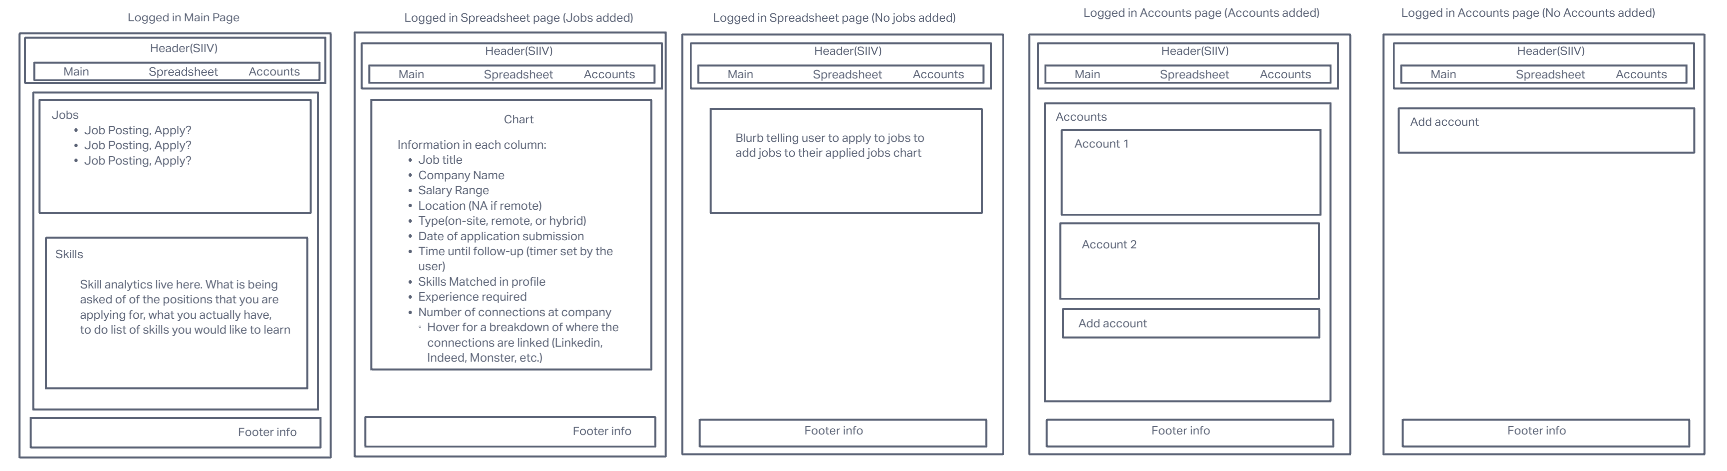 Logged in Main Page
Header(SIIV)
Main Spreadsheet Accounts
Jobs
• Job Posting, Apply?
• Job Posting, Apply?
• Job Posting, Apply?
Skills
Skill analytics live here. What is being
asked of of the positions that you are
applying for, what you actually have,
to do list of skills you would like to learn
Footer info
Logged in Spreadsheet page (Jobs added)
Header(SIIV)
Main Spreadsheet Accounts
Chart
Information in each column:
• Job title
• Company Name
• Salary Range
• Location (NA if remote)
• Type(on-site, remote, or hybrid)
• Date of application submission
• Time until follow-up (timer set by the
user)
• Skills Matched in profile
• Experience required
• Number of connections at company
· Hover for a breakdown of where the
connections are linked (Linkedin,
Indeed, Monster, etc.)
Footer info
Logged in Spreadsheet page (No jobs added)
Header(SIIV)
Main Spreadsheet Accounts
Blurb telling user to apply to jobs to
add jobs to their applied jobs chart
Footer info
Logged in Accounts page (Accounts added)
Header(SIIV)
Main Spreadsheet Accounts
Accounts
Account 1
Account 2
Add account
Footer info
Logged in Accounts page (No Accounts added)
Header(SIIV)
Main Spreadsheet Accounts
Add account
Footer info